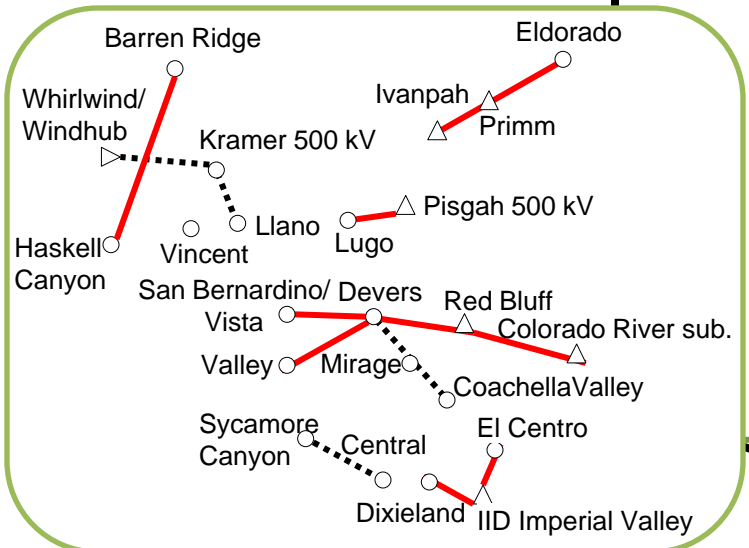 Barren Ridge
Eldorado
Whirlwind/
Windhub
Ivanpah
Primm
Kramer 500 kV
Haskell
Canyon
Vincent
Llano
Lugo
Pisgah 500 kV
San Bernardino/
Vista
Devers
Red Bluff
Colorado River sub.
Valley
Mirage
CoachellaValley
Sycamore
Canyon
Central
El Centro
Dixieland
IID Imperial Valley